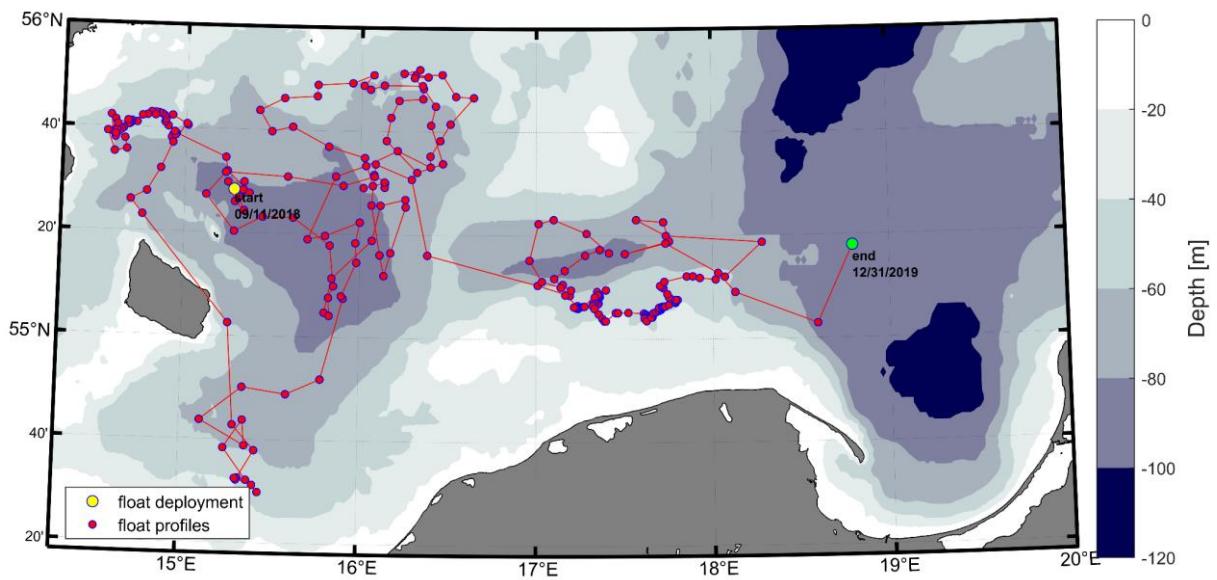 56°N
40'
20'
55°N
40'
20'
15°E
16°E
17°E
18°E
19°E
20°E
start
09/11/2018
end
12/31/2019
float deployment
float profiles
0
-20
-40
-60
-80
-100
-120
Depth [m]